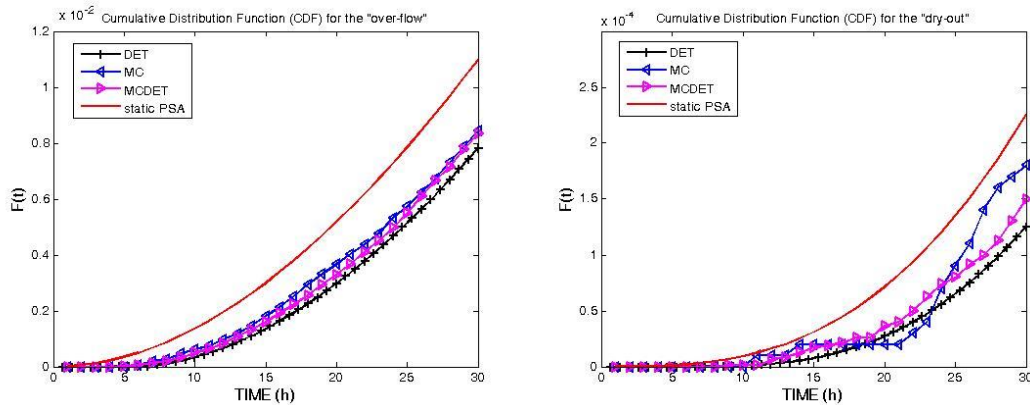 Cumulative Distribution Function (CDF) for the "over-flow"
x 10⁻²
1.2
1
0.8
0.6
0.4
0.2
0
F(t)
DET
MC
MCDET
static PSA
0 5 10 15 20 25 30
TIME (h)
Cumulative Distribution Function (CDF) for the "dry-out"
x 10⁻⁴
3
2.5
2
1.5
1
0.5
0
F(t)
DET
MC
MCDET
static PSA
0 5 10 15 20 25 30
TIME (h)